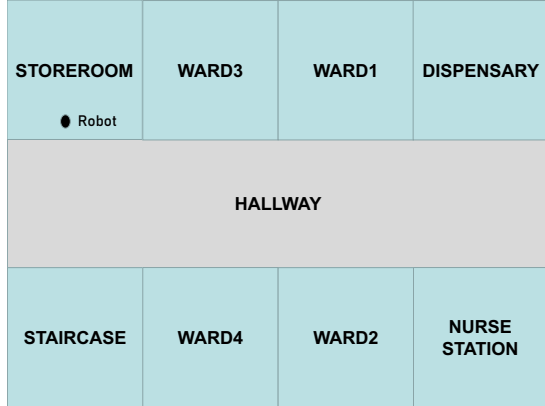 STOREROOM
WARD3
WARD1
DISPENSARY
Robot
HALLWAY
STAIRCASE
WARD4
WARD2
NURSE
STATION